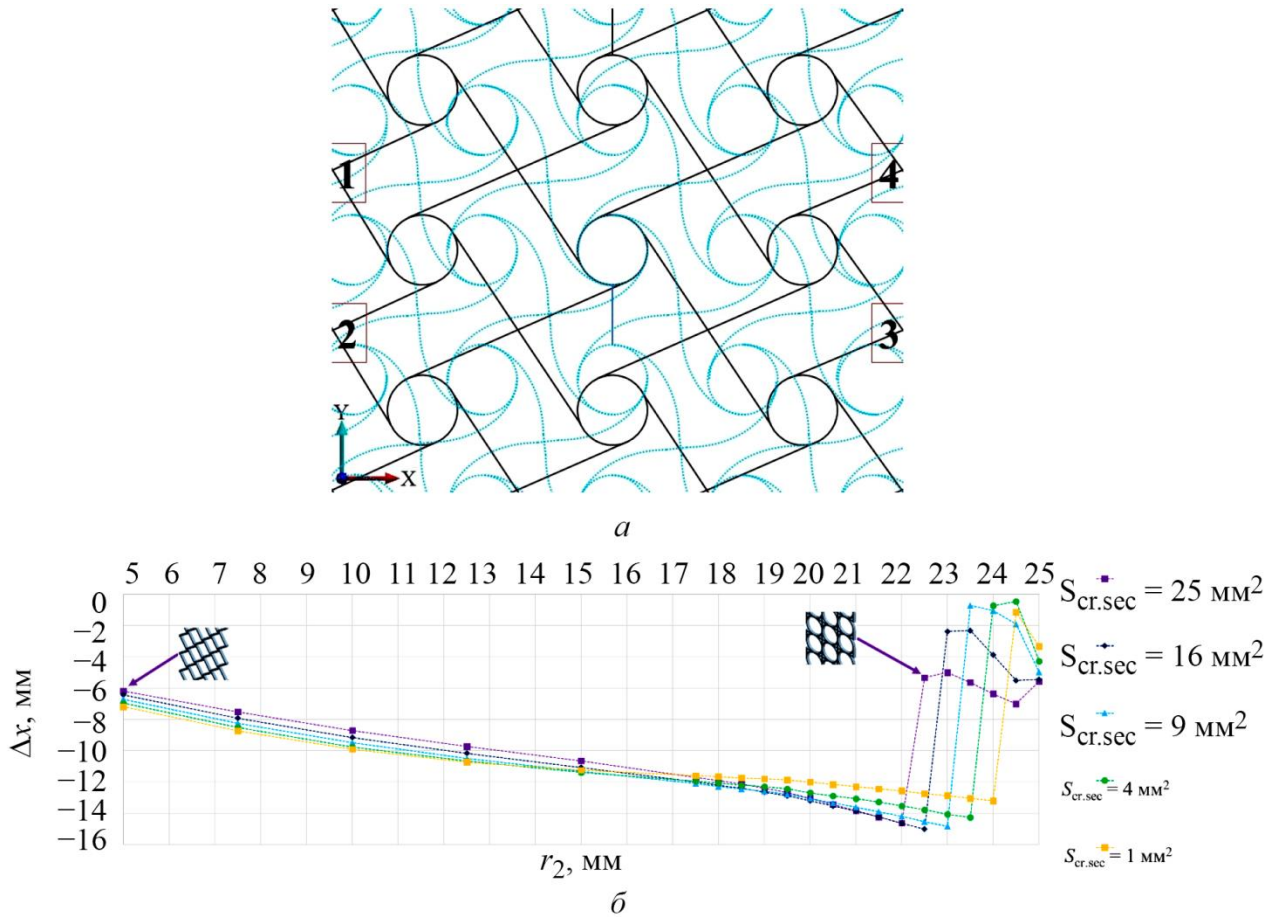 1
4
2
3
Y
X
а
5 6 7 8 9 10 12 13 14 15 16 17 18 19 20 21 22 23 24 25
0
−2
−4
−6
−8
−10
−12
−14
−16
Δx, мм
r₂, мм
S_cr.sec = 25 мм²
S_cr.sec = 16 мм²
S_cr.sec = 9 мм²
S_cr.sec = 4 мм²
S_cr.sec = 1 мм²
б